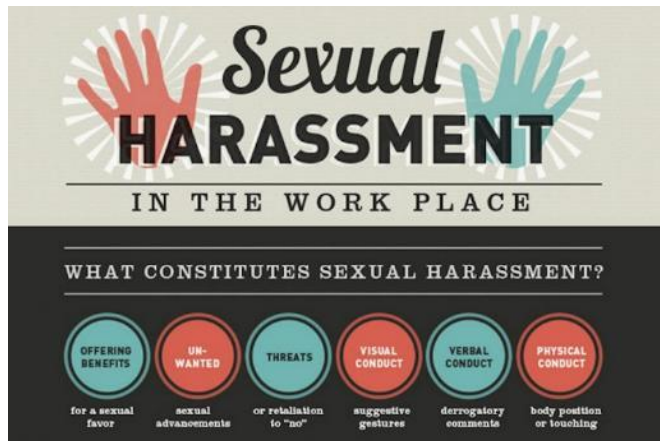 Sexual
HARASSMENT
IN THE WORK PLACE
WHAT CONSTITUTES SEXUAL HARASSMENT?
OFFERING
BENEFITS
for a sexual
favor
UN-
WANTED
sexual
advancements
THREATS
or retaliation
to "no"
VISUAL
CONDUCT
suggestive
gestures
VERBAL
CONDUCT
derrogatory
comments
PHYSICAL
CONDUCT
body position
or touching